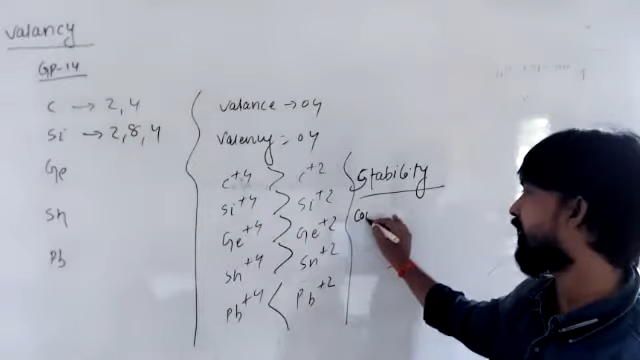 Valancy
GP-14
C → 2, 4
Si → 2, 8, 4
Ge
Sn
Pb
Valance → 04
Valency = 04
C+4 > C+2
Si+4 > Si+2
Ge+4 > Ge+2
Sn+4 > Sn+2
Pb+4 < Pb+2
Stability